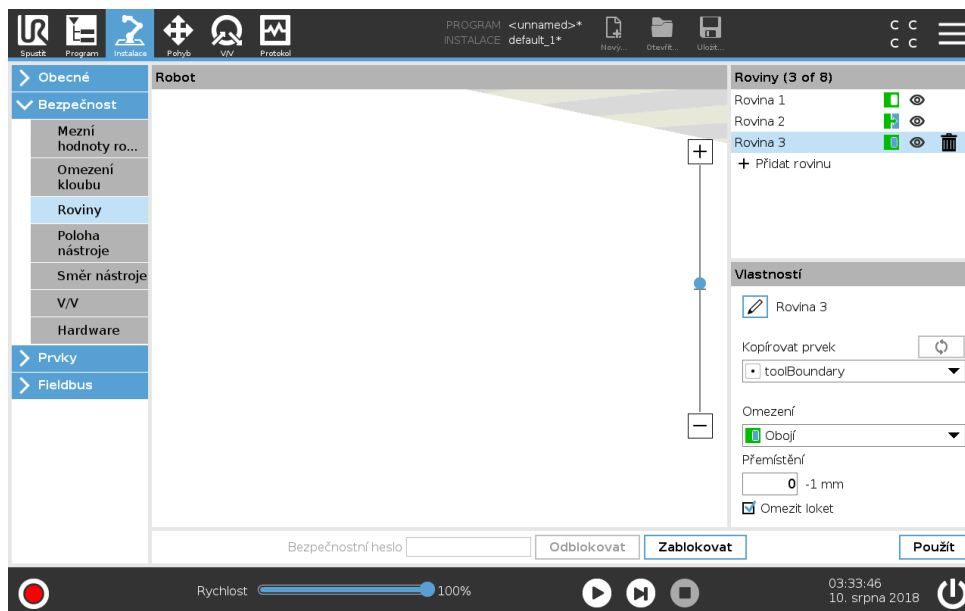 PROGRAM <unnamed>*
INSTALACE default_1*
Spustit
Program
Instalace
Pohyb
V/V
Protokol
Nový...
Otevřít...
Uložit...
C C
C C
Obecné
Bezpečnost
Mezní
hodnoty ro...
Omezení
kloubu
Roviny
Poloha
nástroje
Směr nástroje
V/V
Hardware
Prvky
Fieldbus
Robot
Roviny (3 of 8)
Rovina 1
Rovina 2
Rovina 3
Přidat rovinu
Vlastností
Rovina 3
Kopírovat prvek
toolBoundary
Omezení
Obojí
Přemístění
0 -1 mm
Omezit loket
Bezpečnostní heslo
Odblokovat
Zablokovat
Použít
Rychlost
100%
03:33:46
10. srpna 2018